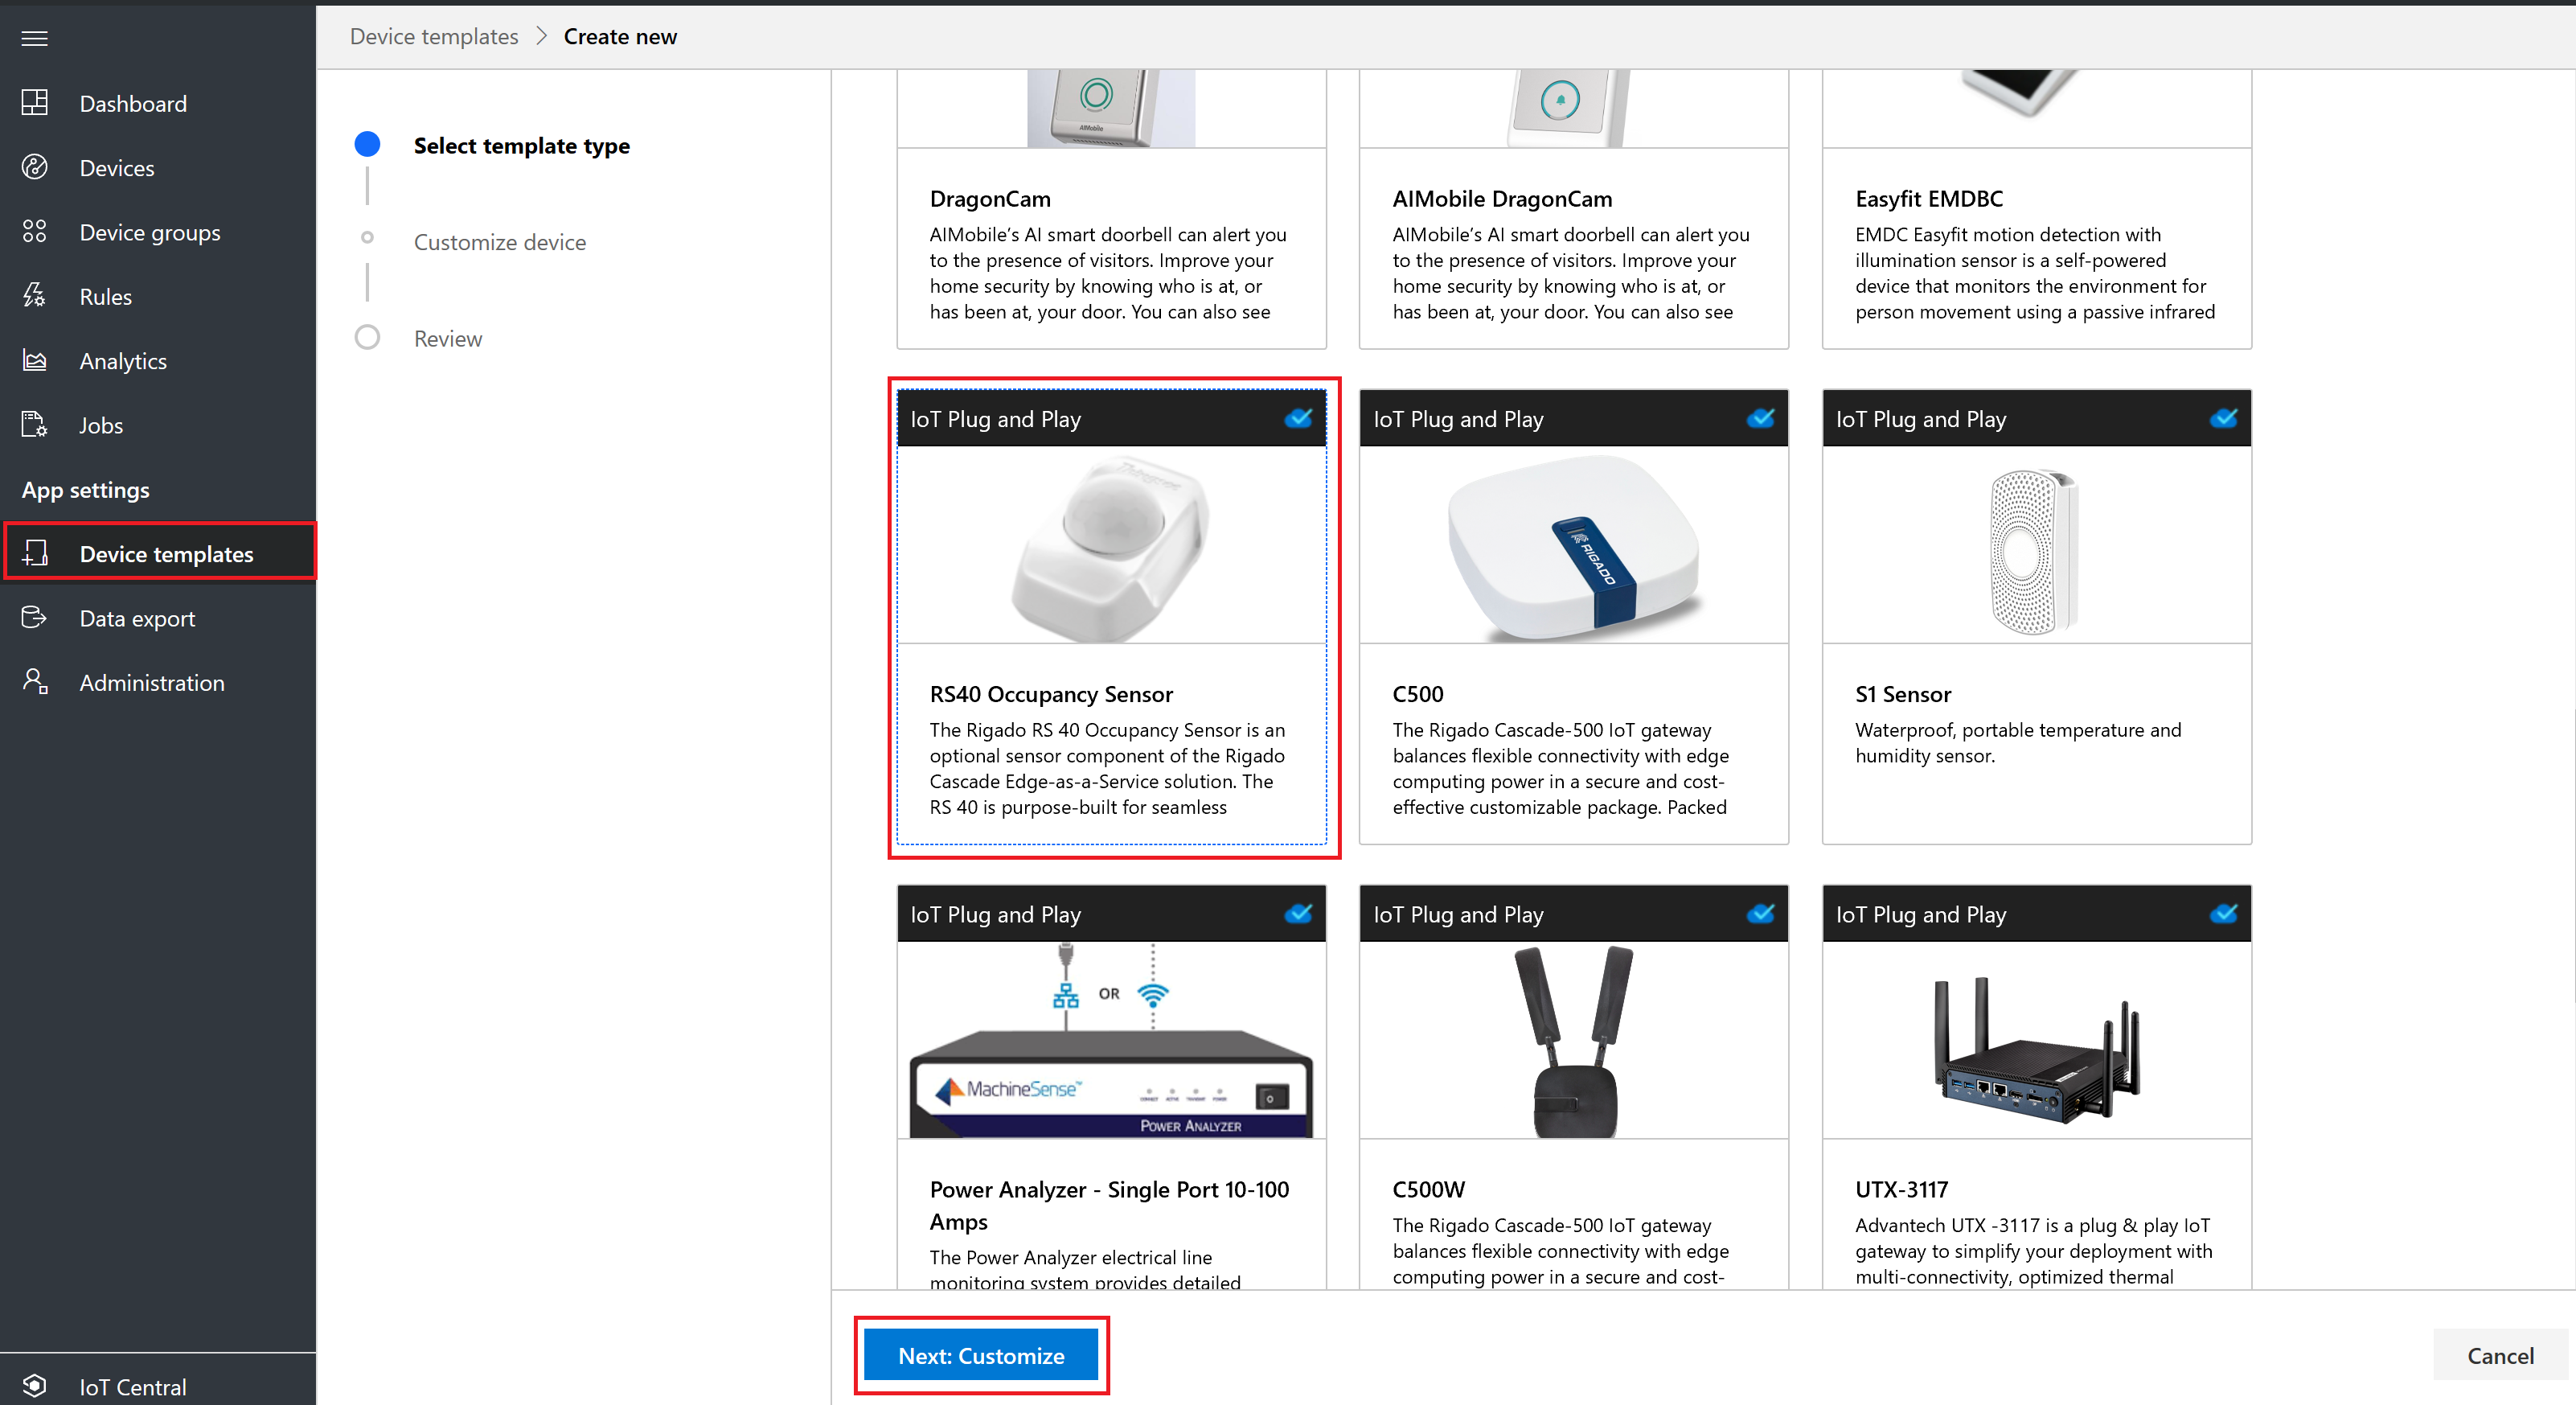 Device templates > Create new
Dashboard
Devices
Device groups
Rules
Analytics
Jobs
App settings
Device templates
Data export
Administration
IoT Central
Select template type
Customize device
Review
AIMobile
DragonCam
AIMobile’s AI smart doorbell can alert you
to the presence of visitors. Improve your
home security by knowing who is at, or
has been at, your door. You can also see
AIMobile DragonCam
AIMobile’s AI smart doorbell can alert you
to the presence of visitors. Improve your
home security by knowing who is at, or
has been at, your door. You can also see
Easyfit EMDBC
EMDC Easyfit motion detection with
illumination sensor is a self-powered
device that monitors the environment for
person movement using a passive infrared
IoT Plug and Play
RS40 Occupancy Sensor
The Rigado RS 40 Occupancy Sensor is an
optional sensor component of the Rigado
Cascade Edge-as-a-Service solution. The
RS 40 is purpose-built for seamless
IoT Plug and Play
RIGADO
C500
The Rigado Cascade-500 IoT gateway
balances flexible connectivity with edge
computing power in a secure and cost-
effective customizable package. Packed
IoT Plug and Play
S1 Sensor
Waterproof, portable temperature and
humidity sensor.
IoT Plug and Play
OR
MachineSense™
POWER ANALYZER
Power Analyzer - Single Port 10-100
Amps
The Power Analyzer electrical line
monitoring system provides detailed
IoT Plug and Play
C500W
The Rigado Cascade-500 IoT gateway
balances flexible connectivity with edge
computing power in a secure and cost-
IoT Plug and Play
UTX-3117
Advantech UTX -3117 is a plug & play IoT
gateway to simplify your deployment with
multi-connectivity, optimized thermal
Next: Customize
Cancel